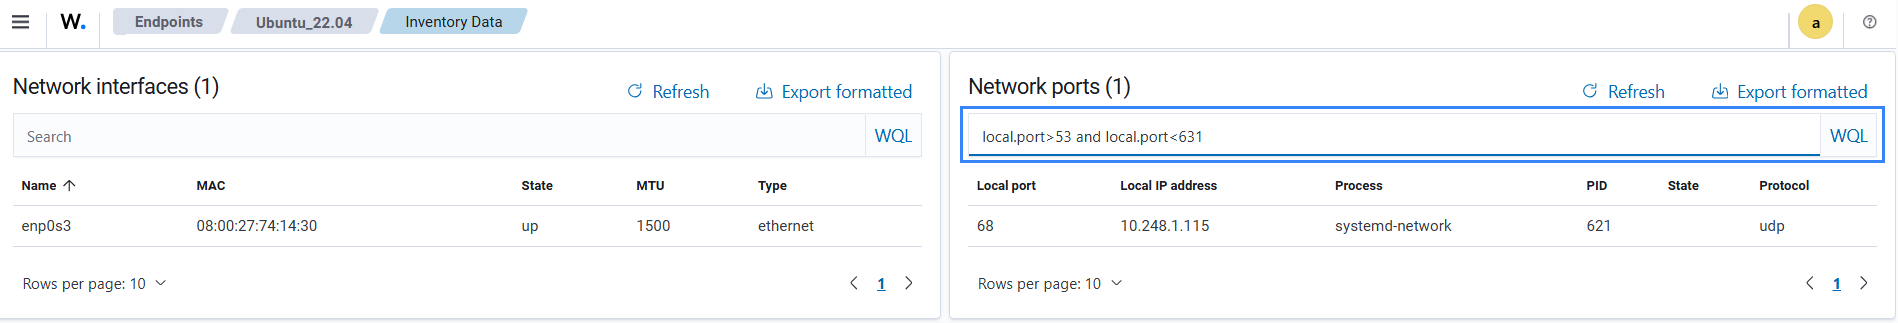 W. Endpoints Ubuntu_22.04 Inventory Data a ?
Network interfaces (1) Refresh Export formatted
Search WQL
Name MAC State MTU Type
enp0s3 08:00:27:74:14:30 up 1500 ethernet
Rows per page: 10 1
Network ports (1) Refresh Export formatted
local.port>53 and local.port<631 WQL
Local port Local IP address Process PID State Protocol
68 10.248.1.115 systemd-network 621 udp
Rows per page: 10 1